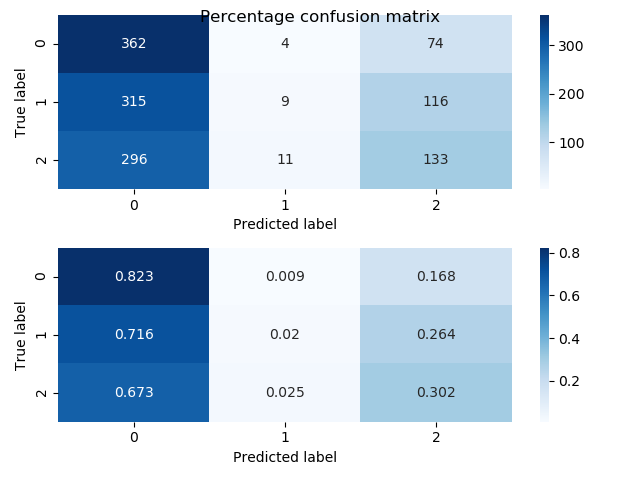 Percentage confusion matrix
True label
0 362 4 74
1 315 9 116
2 296 11 133
0 1 2
Predicted label
300
200
100
True label
0 0.823 0.009 0.168
1 0.716 0.02 0.264
2 0.673 0.025 0.302
0 1 2
Predicted label
0.8
0.6
0.4
0.2